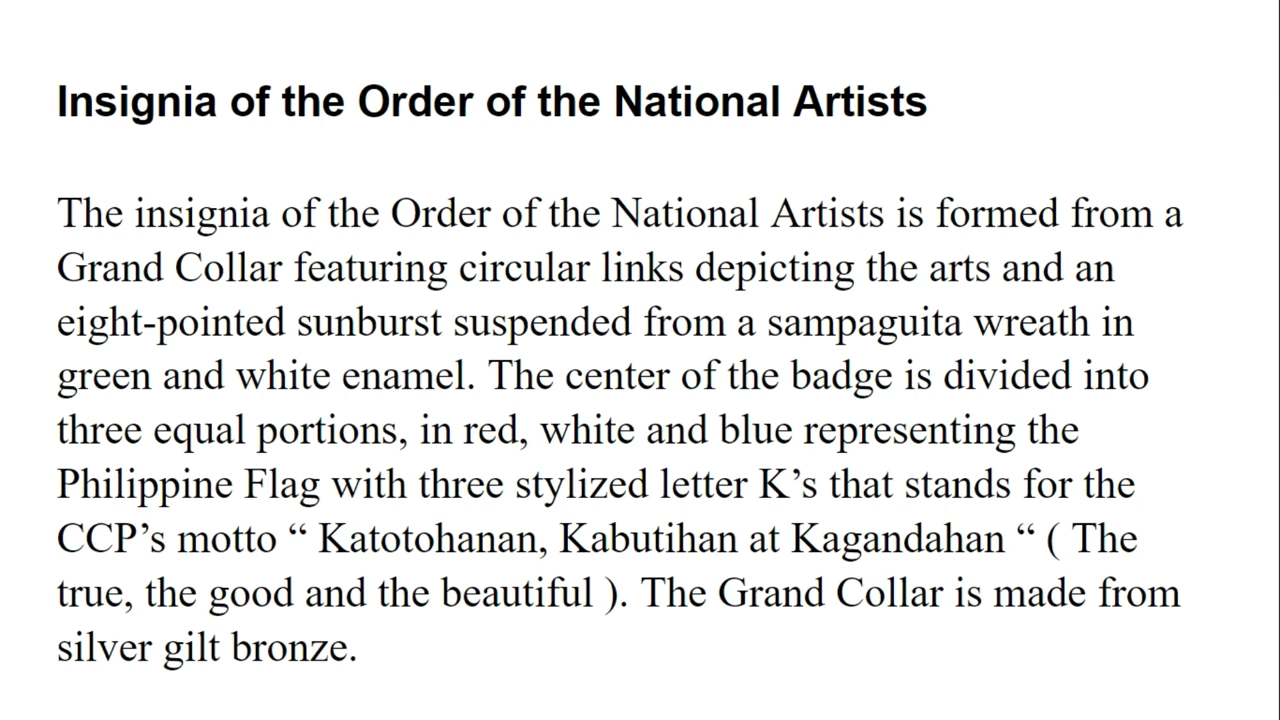 Insignia of the Order of the National Artists
The insignia of the Order of the National Artists is formed from a
Grand Collar featuring circular links depicting the arts and an
eight-pointed sunburst suspended from a sampaguita wreath in
green and white enamel. The center of the badge is divided into
three equal portions, in red, white and blue representing the
Philippine Flag with three stylized letter K’s that stands for the
CCP’s motto “ Katotohanan, Kabutihan at Kagandahan “ ( The
true, the good and the beautiful ). The Grand Collar is made from
silver gilt bronze.